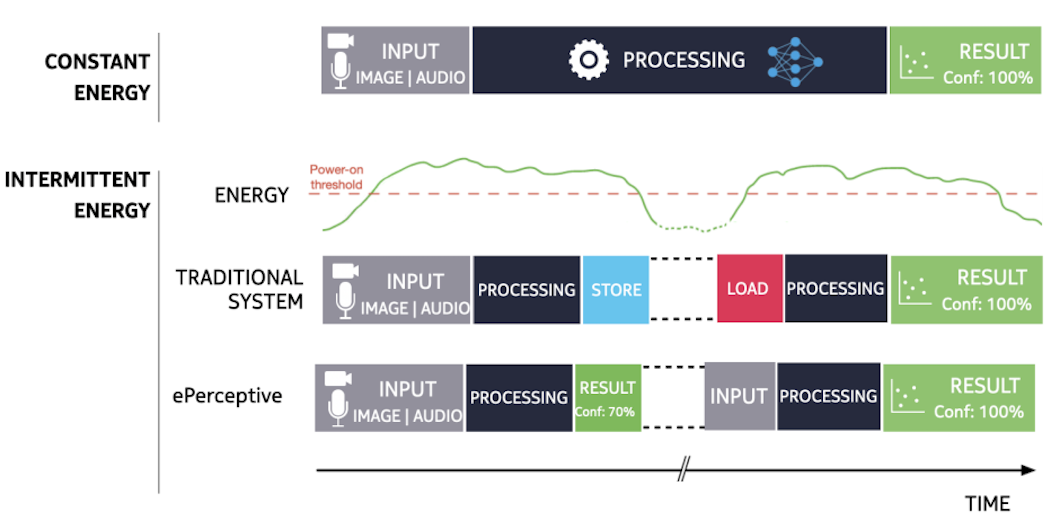 CONSTANT
ENERGY
INPUT
IMAGE | AUDIO
PROCESSING
RESULT
Conf: 100%
INTERMITTENT
ENERGY
ENERGY
Power-on
threshold
TRADITIONAL
SYSTEM
INPUT
IMAGE | AUDIO
PROCESSING
STORE
LOAD
PROCESSING
RESULT
Conf: 100%
ePerceptive
INPUT
IMAGE | AUDIO
PROCESSING
RESULT
Conf: 70%
INPUT
PROCESSING
RESULT
Conf: 100%
TIME